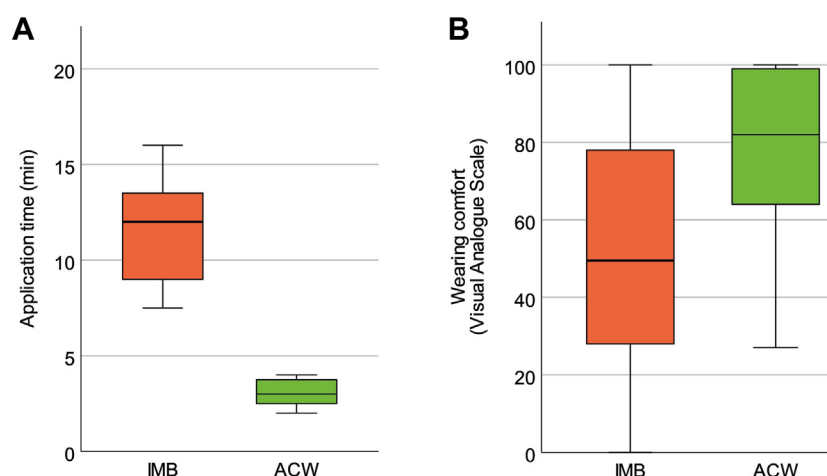 A
Application time (min)
20
15
10
5
0
IMB ACW
B
Wearing comfort
(Visual Analogue Scale)
100
80
60
40
20
0
IMB ACW